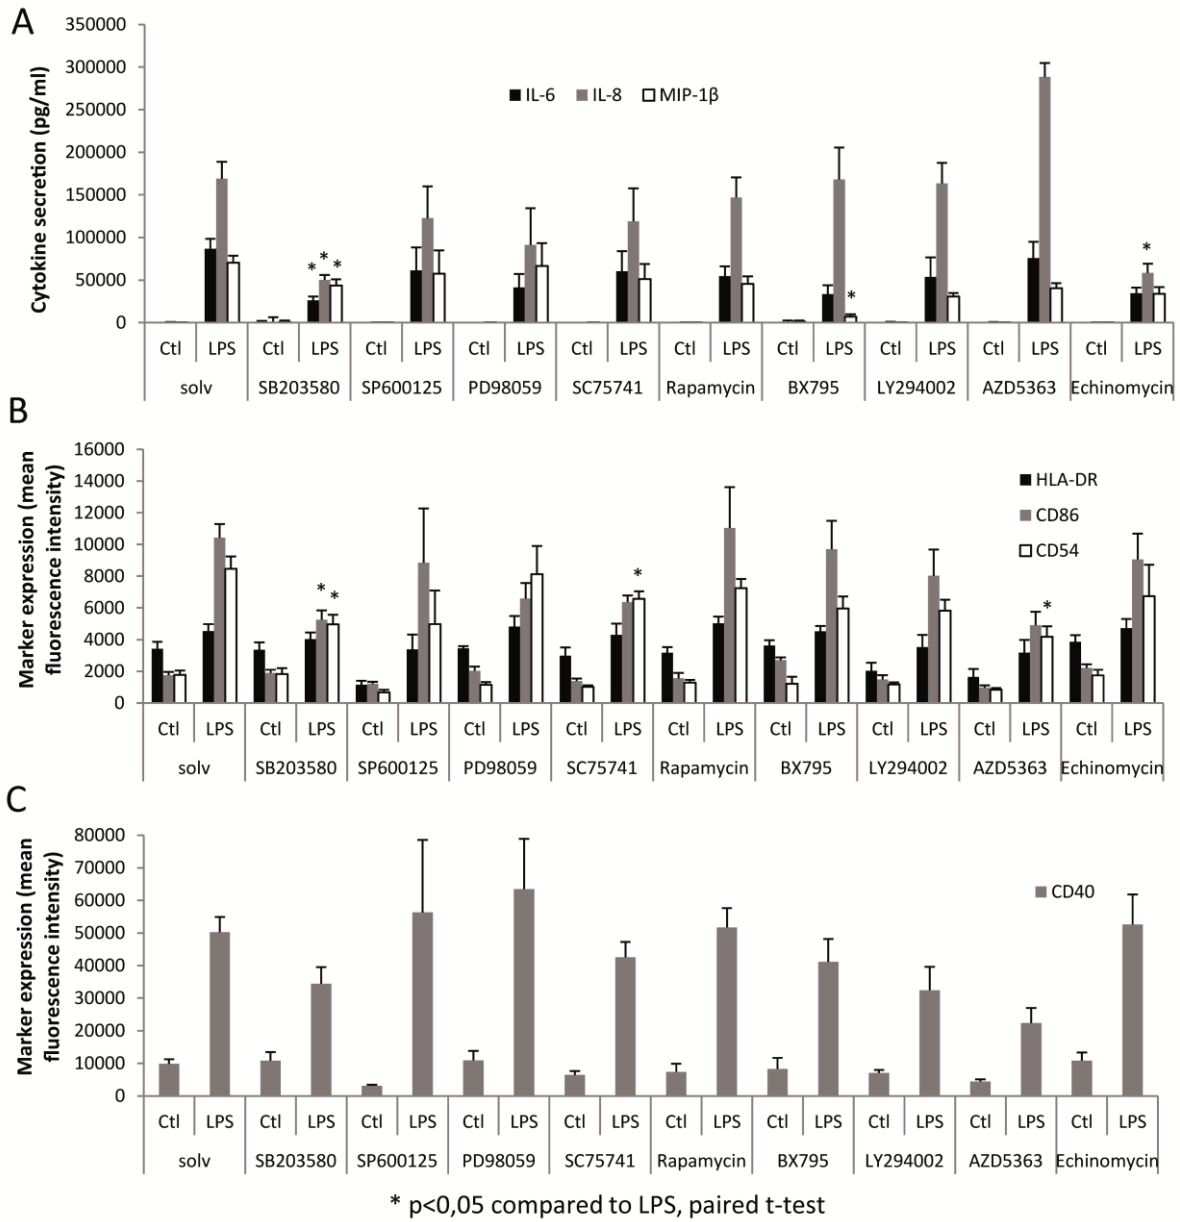 A
Cytokine secretion (pg/ml)
350000
300000
250000
200000
150000
100000
50000
0
IL-6 IL-8 MIP-1β
* * * * *
Ctl LPS Ctl LPS Ctl LPS Ctl LPS Ctl LPS Ctl LPS Ctl LPS Ctl LPS Ctl LPS Ctl LPS
solv SB203580 SP600125 PD98059 SC75741 Rapamycin BX795 LY294002 AZD5363 Echinomycin
B
Marker expression (mean
fluorescence intensity)
16000
14000
12000
10000
8000
6000
4000
2000
0
HLA-DR
CD86
CD54
* * * *
Ctl LPS Ctl LPS Ctl LPS Ctl LPS Ctl LPS Ctl LPS Ctl LPS Ctl LPS Ctl LPS Ctl LPS
solv SB203580 SP600125 PD98059 SC75741 Rapamycin BX795 LY294002 AZD5363 Echinomycin
C
Marker expression (mean
fluorescence intensity)
80000
70000
60000
50000
40000
30000
20000
10000
0
CD40
Ctl LPS Ctl LPS Ctl LPS Ctl LPS Ctl LPS Ctl LPS Ctl LPS Ctl LPS Ctl LPS Ctl LPS
solv SB203580 SP600125 PD98059 SC75741 Rapamycin BX795 LY294002 AZD5363 Echinomycin
* p<0,05 compared to LPS, paired t-test